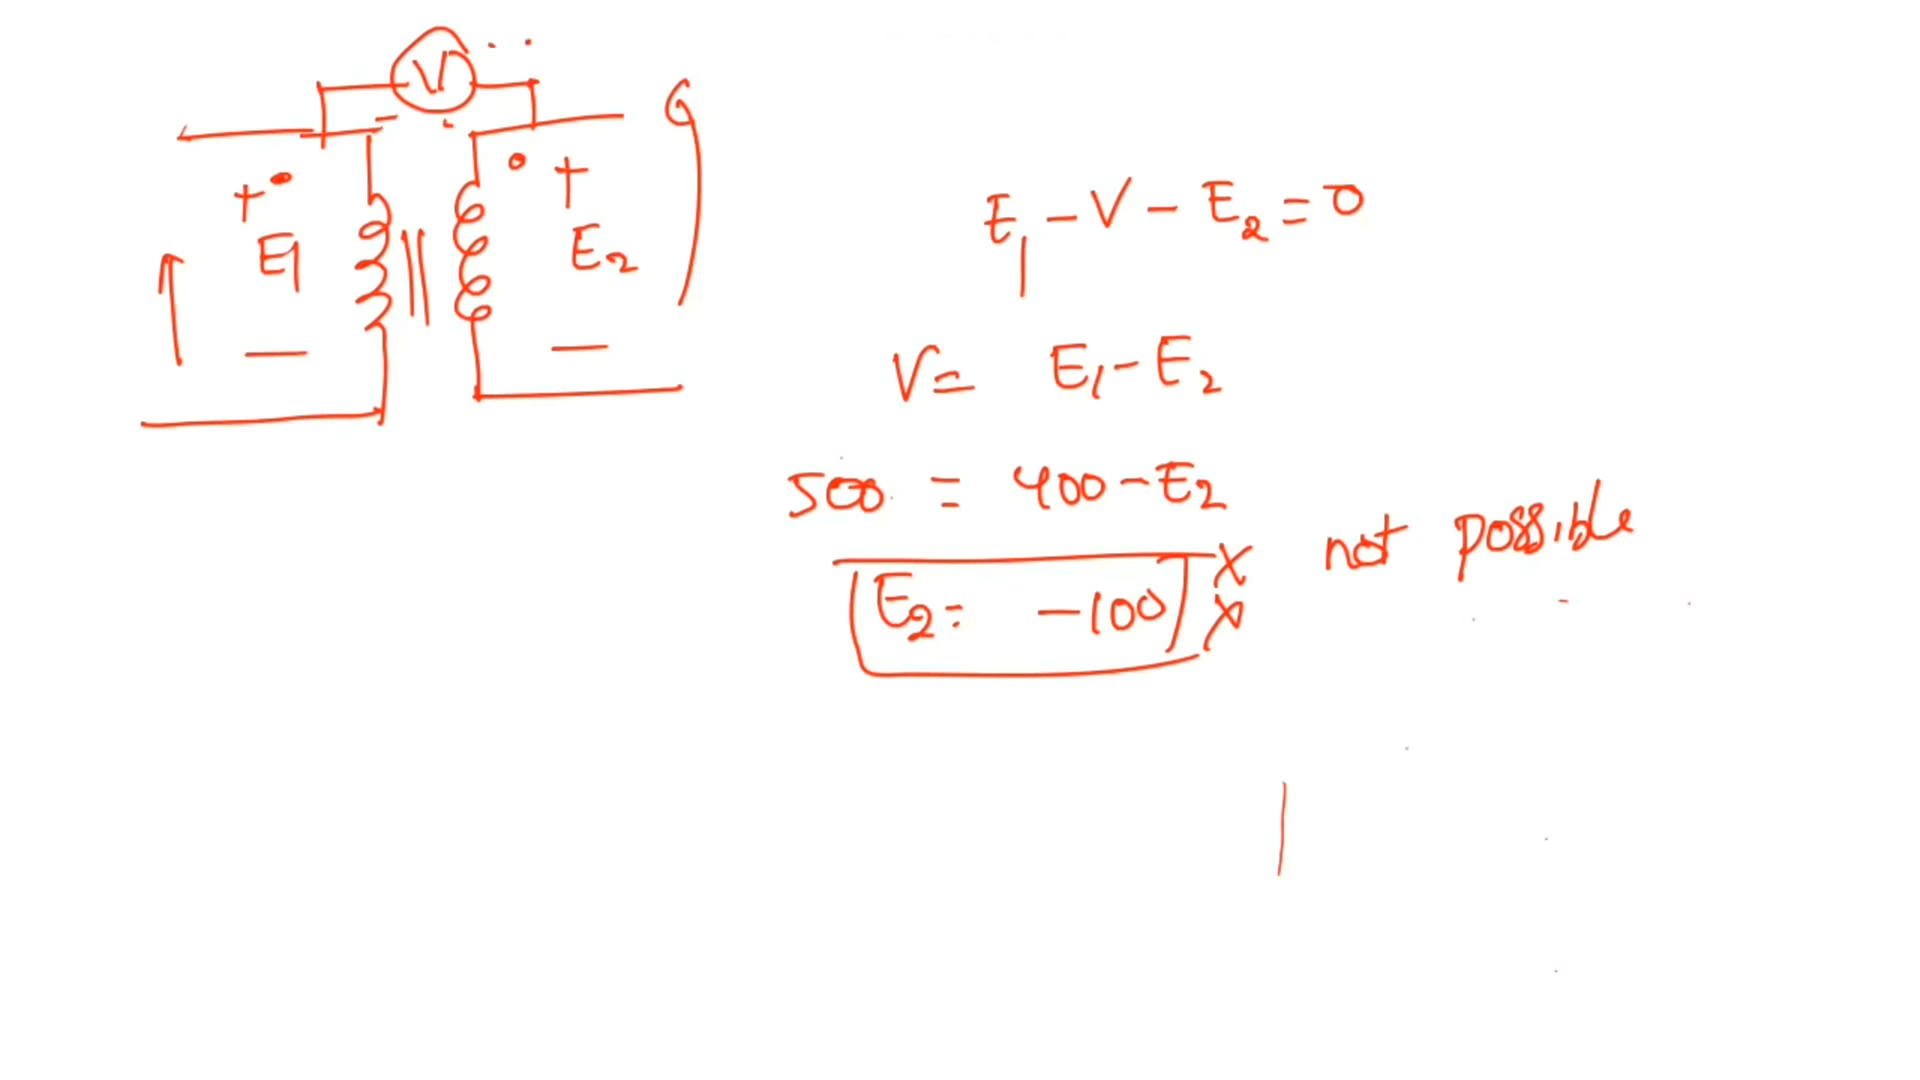 V
+ +
E1 E2
- -
E1 - V - E2 = 0
V = E1 - E2
500 = 400 - E2
not possible
E2 = -100 X X